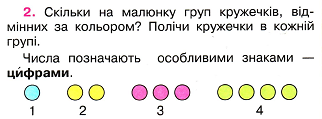 2. Скільки на малюнку груп кружечків, від-
мінних за кольором? Полічи кружечки в кожній
групі.
Числа позначають особливими знаками —
цифрами.
1 2 3 4